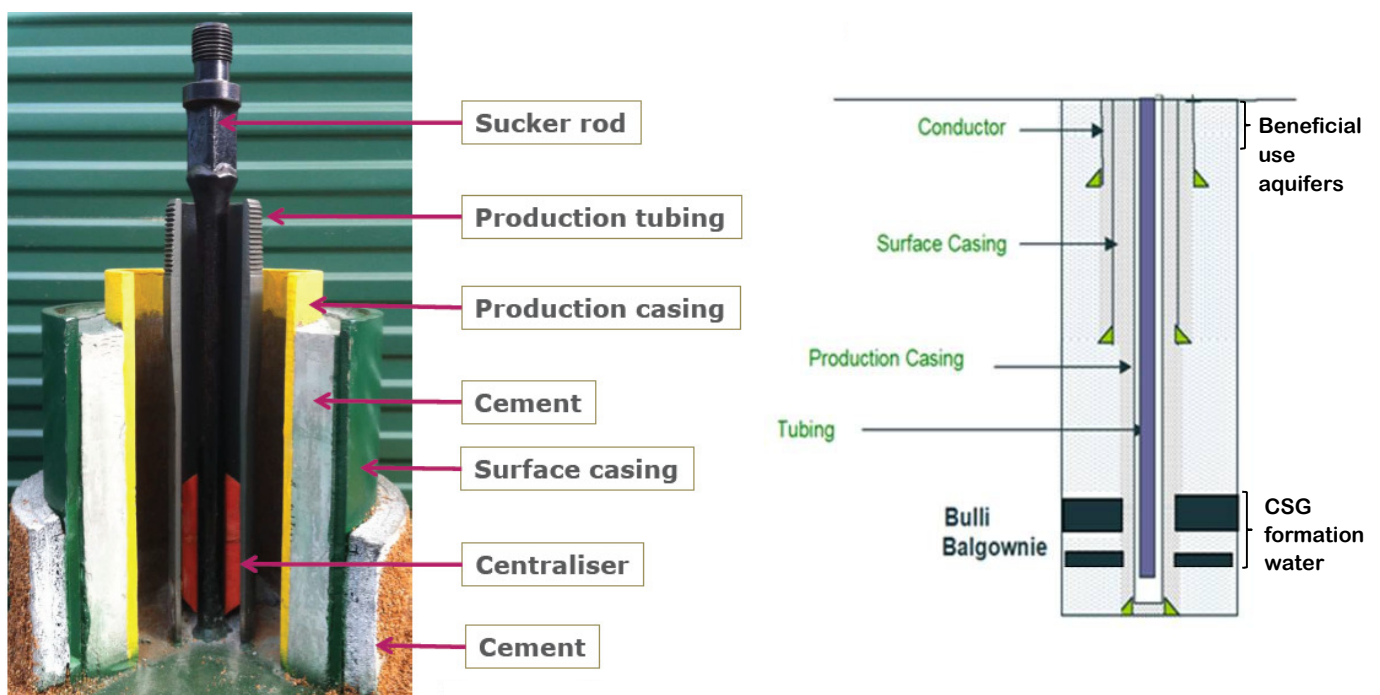 Sucker rod
Production tubing
Production casing
Cement
Surface casing
Centraliser
Cement
Conductor
Surface Casing
Production Casing
Tubing
Bulli
Balgownie
Beneficial
use
aquifers
CSG
formation
water